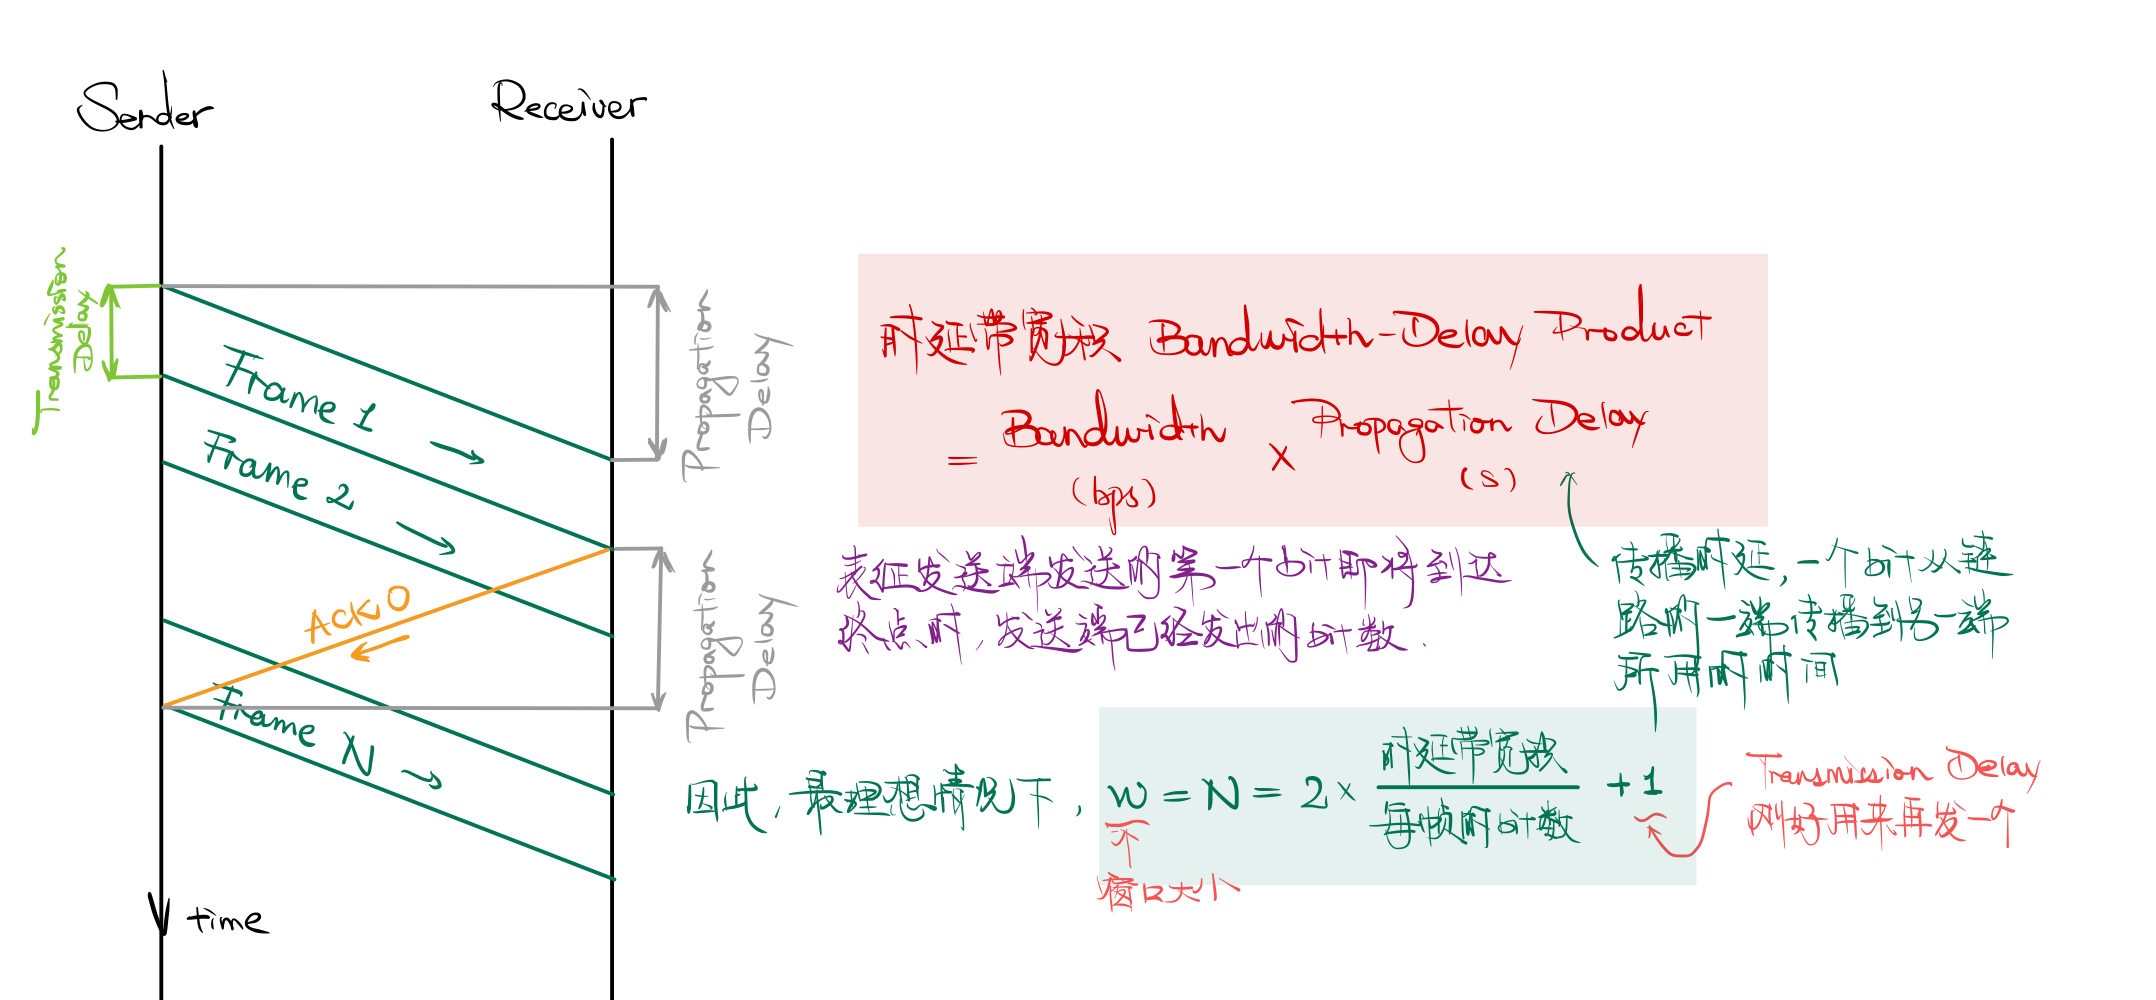 Sender
Receiver
Transmission
Delay
Frame 1
Frame 2
Propagation
Delay
Ack 0
Propagation
Delay
Frame N
time
时延带宽积 Bandwidth-Delay Product
= Bandwidth × Propagation Delay
(bps) (s)
表征发送端发送的第一个bit即将到达
终点时，发送端已经发出的bit数.
传播时延，一个bit从链
路的一端传播到另一端
所用时时间
因此，最理想情况下， w = N = 2 × 时延带宽积 / 每帧的bit数 + 1
窗口大小
Transmission Delay
刚好用来再发一个